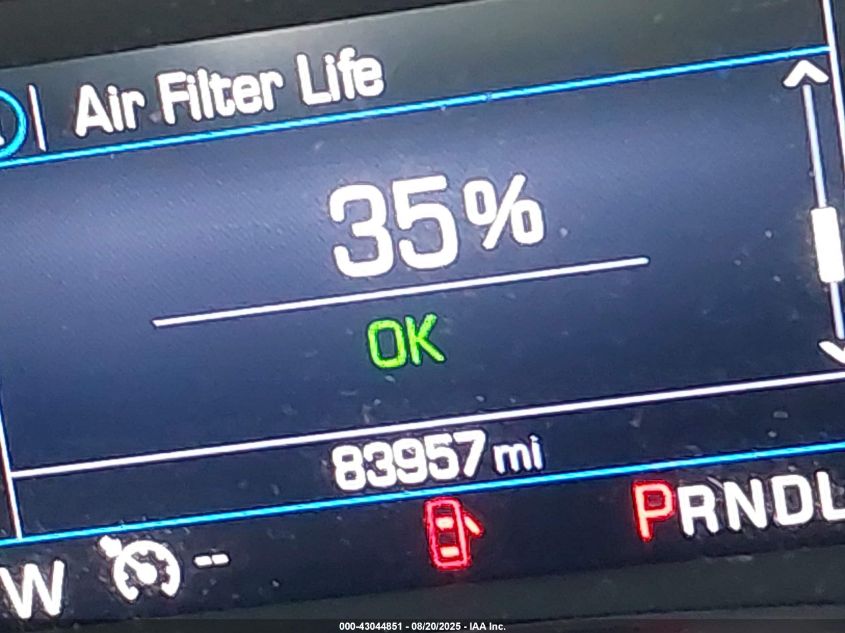 Air Filter Life
35%
OK
83957 mi
W -- PRNDL
000-43044851 - 08/20/2025 - IAA Inc.